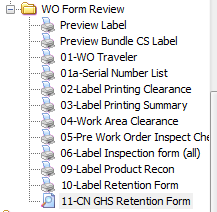 WO Form Review
Preview Label
Preview Bundle CS Label
01-WO Traveler
01a-Serial Number List
02-Label Printing Clearance
03-Label Printing Summary
04-Work Area Clearance
05-Pre Work Order Inspect Che
06-Label Inspection form (all)
09-Label Product Recon
10-Label Retention Form
11-CN GHS Retention Form